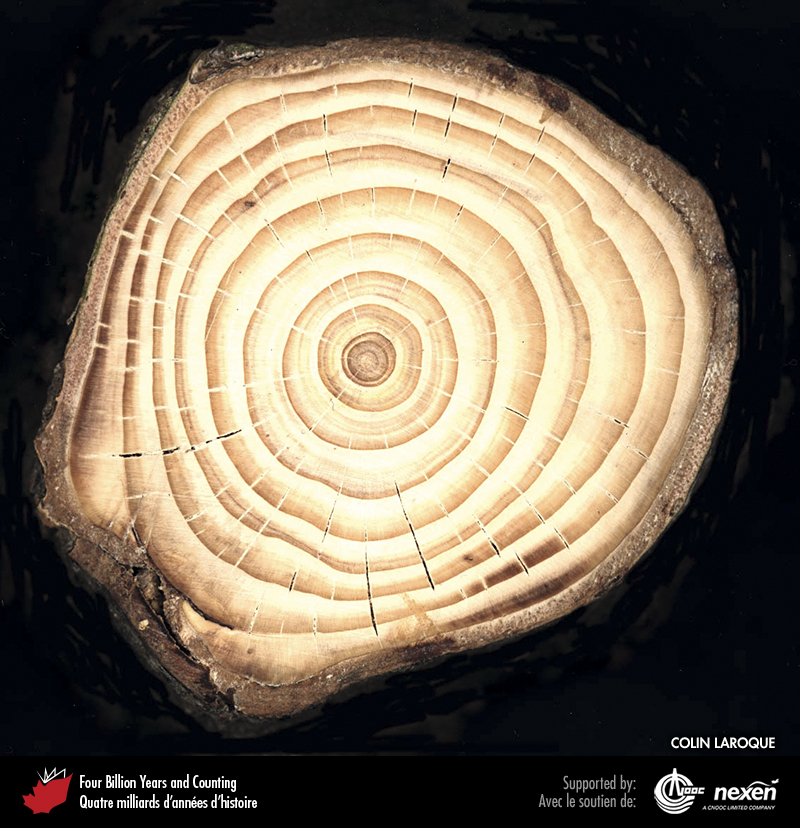 COLIN LAROQUE
Four Billion Years and Counting
Quatre milliards d'années d'histoire
Supported by:
Avec le soutien de:
CNOOC
nexen
A CNOOC LIMITED COMPANY